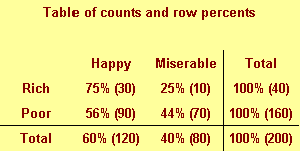 Table of counts and row percents
Happy Miserable Total
Rich 75% (30) 25% (10) 100% (40)
Poor 56% (90) 44% (70) 100% (160)
Total 60% (120) 40% (80) 100% (200)